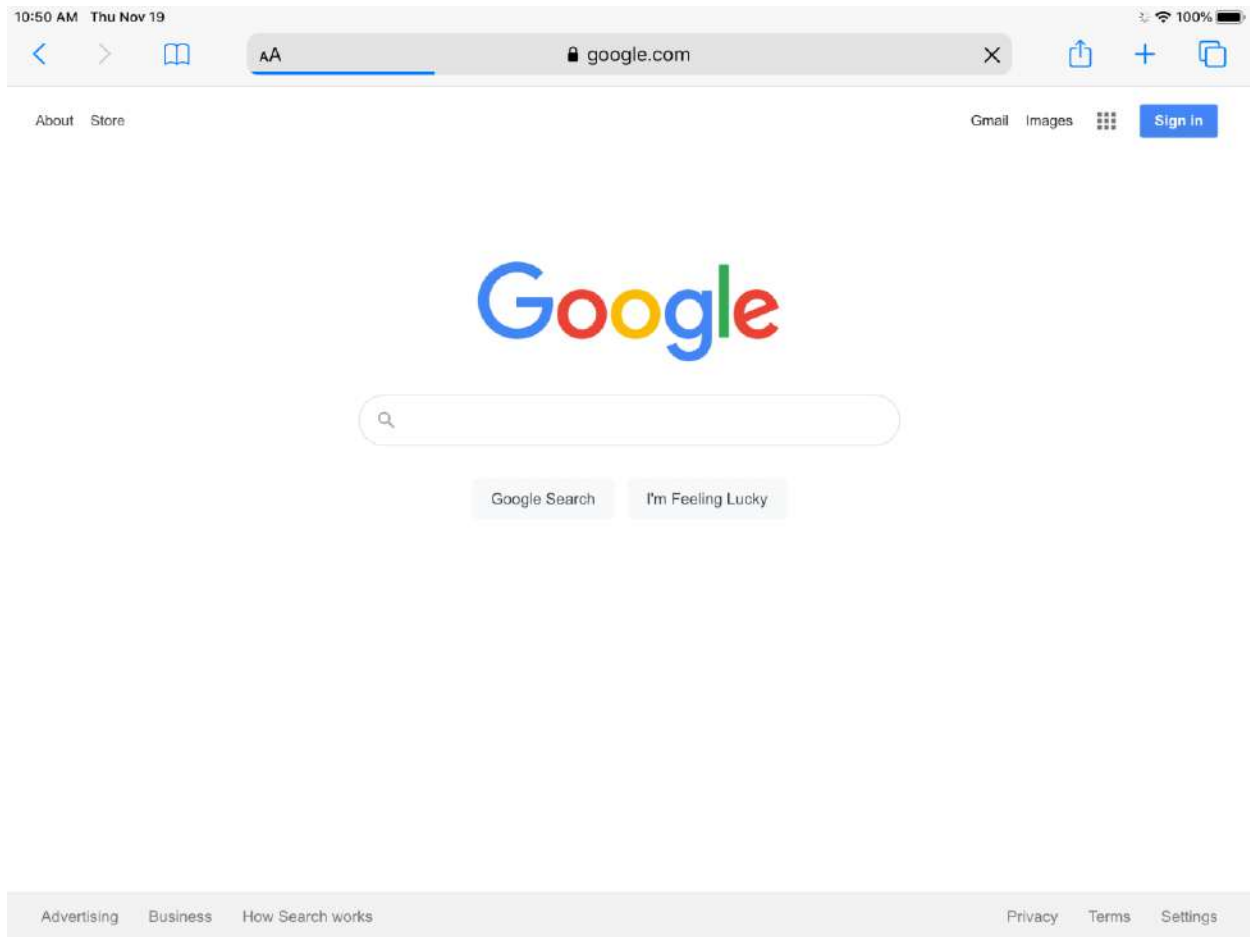 10:50 AM Thu Nov 19 100%
AA google.com
About Store Gmail Images Sign in
Google
Google Search I'm Feeling Lucky
Advertising Business How Search works Privacy Terms Settings